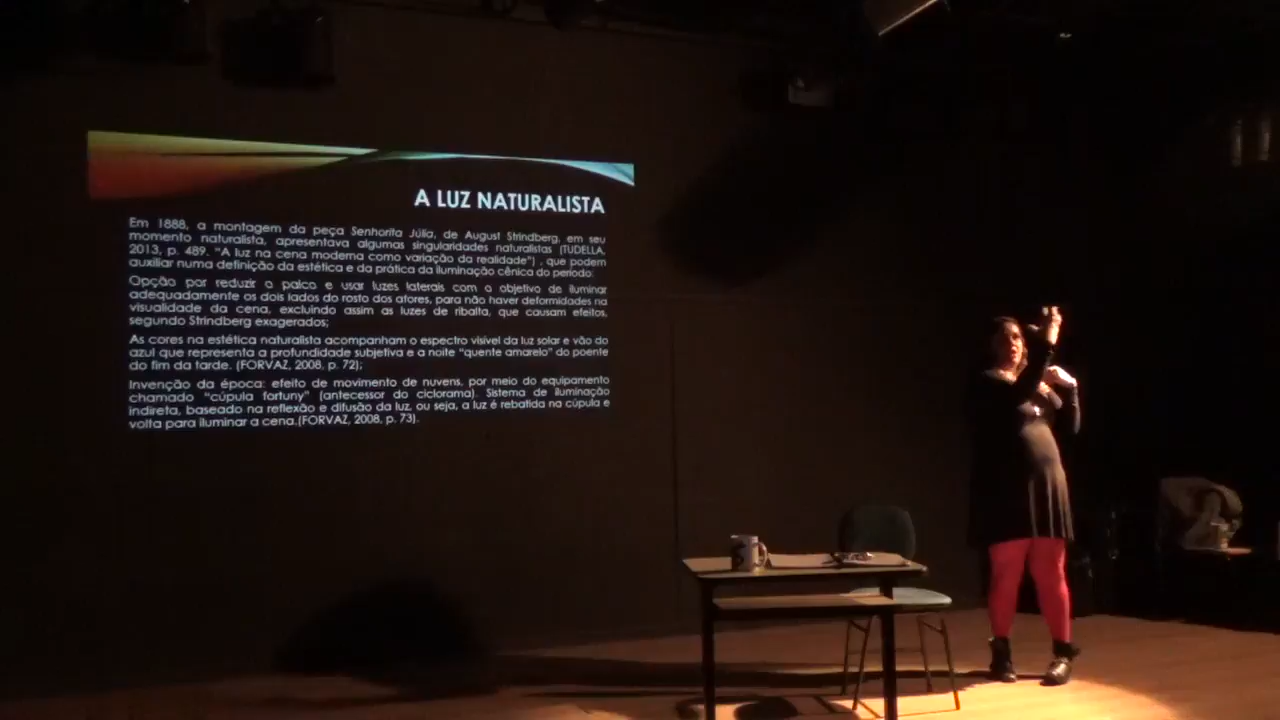 A LUZ NATURALISTA
Em 1888, a montagem da peça Senhorita Júlia, de August Strindberg, em seu
momento naturalista, apresentava algumas singularidades naturalistas (TUDELLA,
2013, p. 489. “A luz na cena moderna como variação da realidade”) , que podem
auxiliar numa definição da estética e da prática da iluminação cênica do período:
Opção por reduzir o palco e usar luzes laterais com o objetivo de iluminar
adequadamente os dois lados do rosto dos atores, para não haver deformidades na
visualidade da cena, excluindo assim as luzes de ribalta, que causam efeitos,
segundo Strindberg exagerados;
As cores na estética naturalista acompanham o espectro visível da luz solar e vão do
azul que representa a profundidade subjetiva e a noite “quente amarelo” do poente
do fim da tarde. (FORVAZ, 2008, p. 72);
Invenção da época: efeito de movimento de nuvens, por meio do equipamento
chamado “cúpula fortuny” (antecessor do ciclorama). Sistema de iluminação
indireta, baseado na reflexão e difusão da luz, ou seja, a luz é rebatida na cúpula e
volta para iluminar a cena.(FORVAZ, 2008, p. 73).